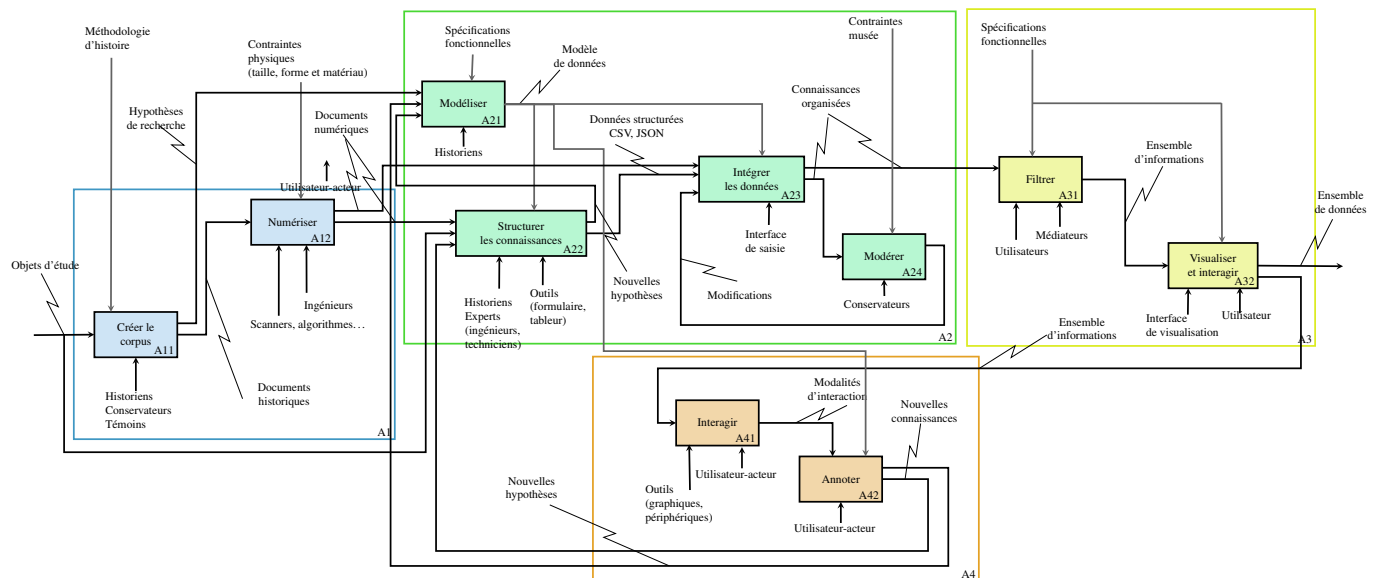 Méthodologie
d'histoire
Contraintes
physiques
(taille, forme et matériau)
Hypothèses
de recherche
Documents
numériques
Utilisateur-acteur
Numériser
A12
Objets d'étude
Ingénieurs
Scanners, algorithmes…
Créer le
corpus
A11
Historiens
Conservateurs
Témoins
Documents
historiques
A1
Spécifications
fonctionnelles
Modèle
de données
Modéliser
A21
Historiens
Données structurées
CSV, JSON
Contraintes
musée
Connaissances
organisées
Intégrer
les données
A23
Structurer
les connaissances
A22
Interface
de saisie
Modérer
A24
Conservateurs
Nouvelles
hypothèses
Modifications
Historiens
Experts
(ingénieurs,
techniciens)
Outils
(formulaire,
tableur)
A2
Spécifications
fonctionnelles
Filtrer
A31
Utilisateurs
Médiateurs
Ensemble
d'informations
Ensemble
de données
Visualiser
et interagir
A32
Interface
de visualisation
Utilisateur
A3
Ensemble
d'informations
Modalités
d'interaction
Nouvelles
connaissances
Interagir
A41
Utilisateur-acteur
Outils
(graphiques,
périphériques)
Annoter
A42
Utilisateur-acteur
Nouvelles
hypothèses
A4